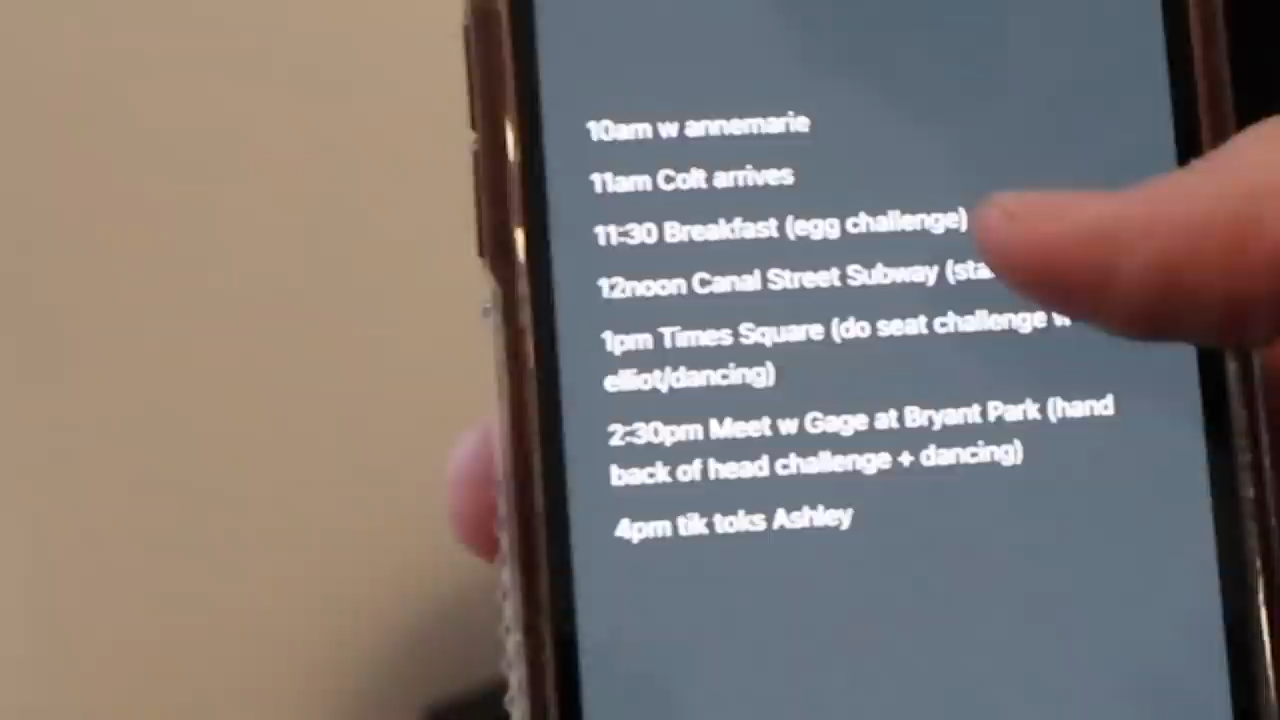 10am w annemarie
11am Colt arrives
11:30 Breakfast (egg challenge)
12noon Canal Street Subway
1pm Times Square (do seat challenge w
elliot/dancing)
2:30pm Meet w Gage at Bryant Park (hand
back of head challenge + dancing)
4pm tik toks Ashley